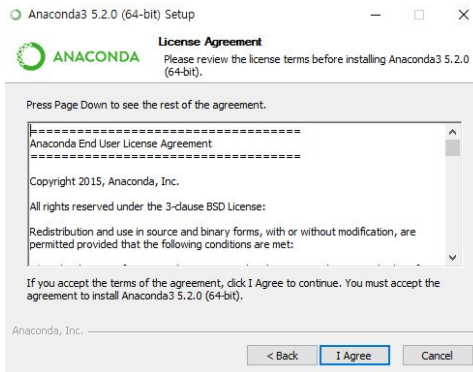 Anaconda3 5.2.0 (64-bit) Setup
ANACONDA
License Agreement
Please review the license terms before installing Anaconda3 5.2.0
(64-bit).
Press Page Down to see the rest of the agreement.
===================================
Anaconda End User License Agreement
===================================
Copyright 2015, Anaconda, Inc.
All rights reserved under the 3-clause BSD License:
Redistribution and use in source and binary forms, with or without modification, are
permitted provided that the following conditions are met:
If you accept the terms of the agreement, click I Agree to continue. You must accept the
agreement to install Anaconda3 5.2.0 (64-bit).
Anaconda, Inc.
< Back
I Agree
Cancel